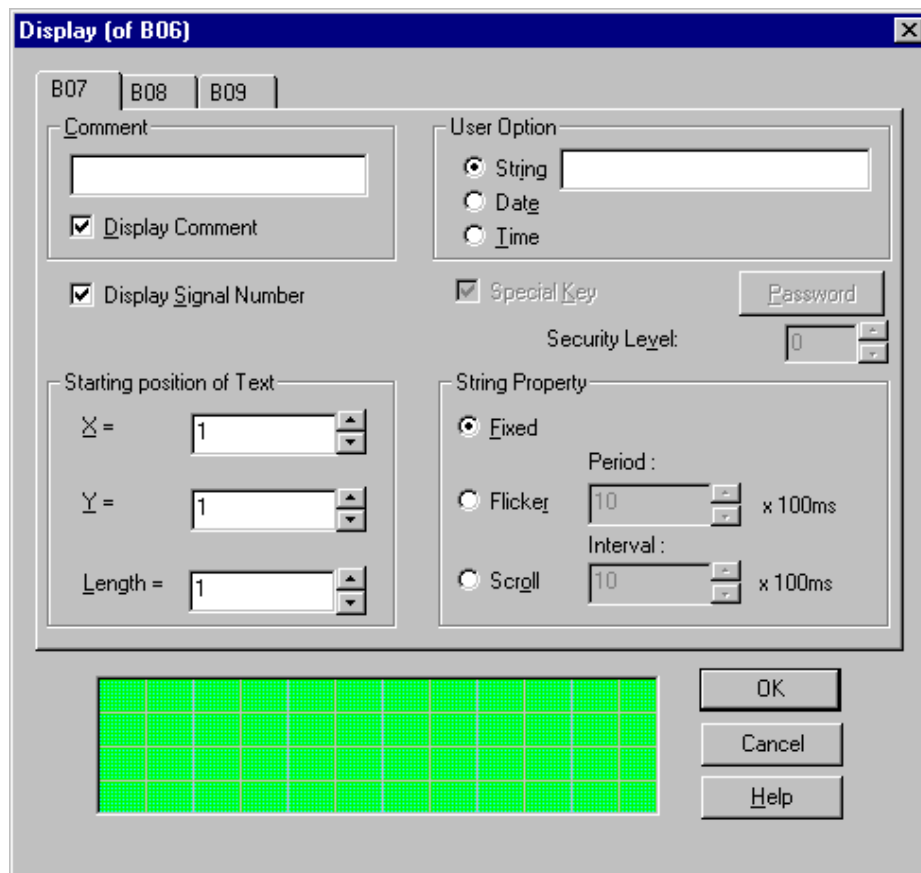 Display (of B06)
B07 B08 B09
Comment
Display Comment
User Option
String
Date
Time
Display Signal Number
Special Key
Password
Security Level:
0
Starting position of Text
X =
1
Y =
1
Length =
1
String Property
Fixed
Period :
Flicker
10
x 100ms
Interval :
Scroll
10
x 100ms
OK
Cancel
Help